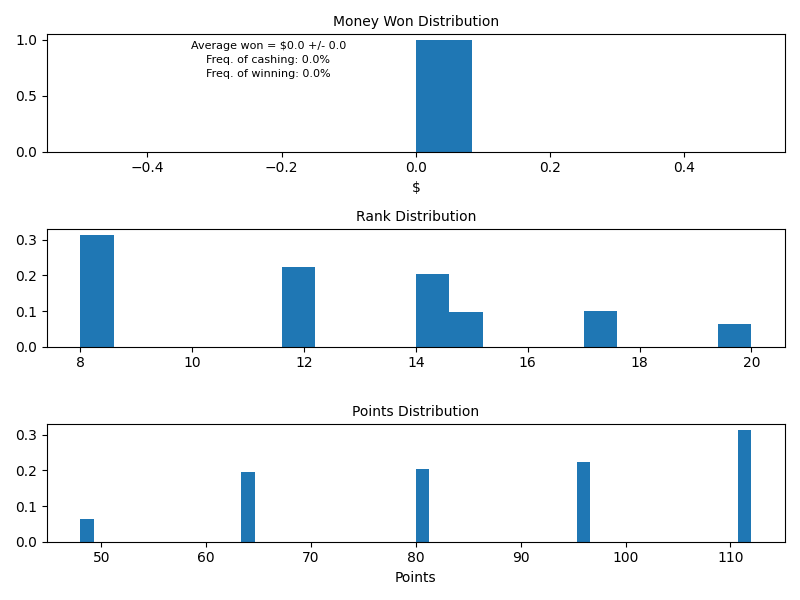 Money Won Distribution
1.0
0.5
0.0
Average won = $0.0 +/- 0.0
Freq. of cashing: 0.0%
Freq. of winning: 0.0%
−0.4 −0.2 0.0 0.2 0.4
$
Rank Distribution
0.3
0.2
0.1
0.0
8 10 12 14 16 18 20
Points Distribution
0.3
0.2
0.1
0.0
50 60 70 80 90 100 110
Points